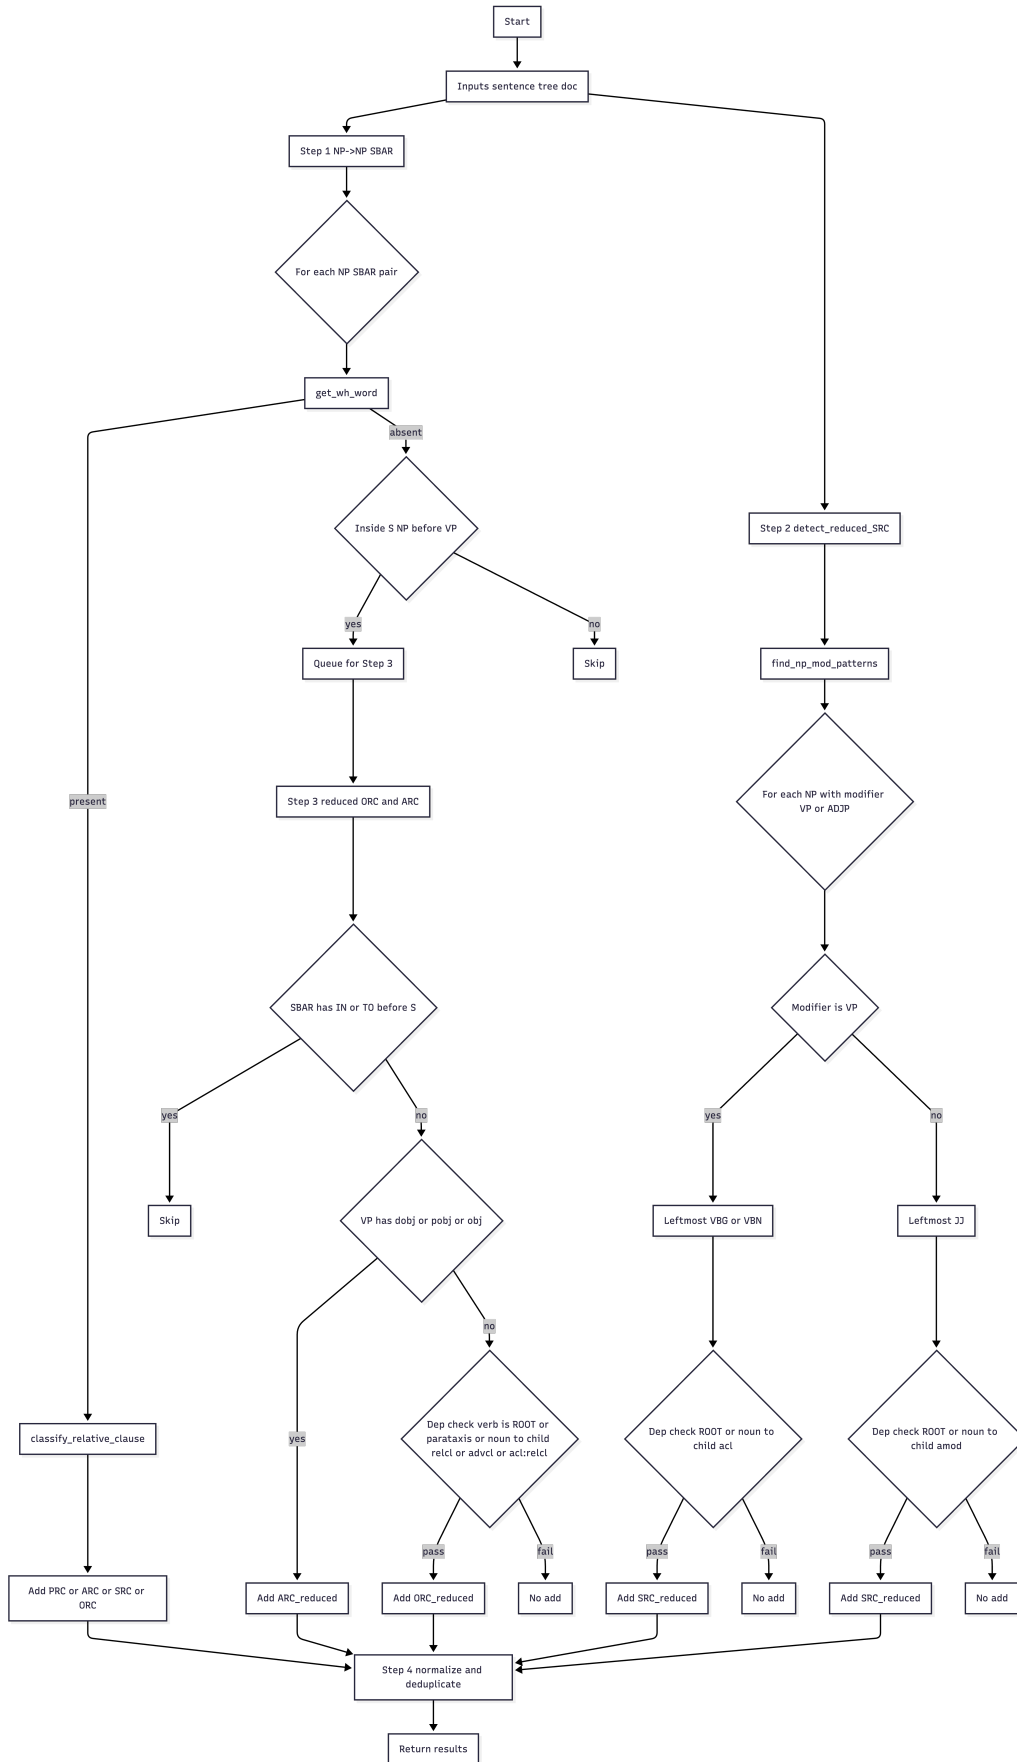 Start
Inputs sentence tree doc
Step 1 NP->NP SBAR
For each NP SBAR pair
get_wh_word
absent
Inside S NP before VP
Step 2 detect_reduced_SRC
yes
no
Queue for Step 3
Skip
find_np_mod_patterns
present
Step 3 reduced ORC and ARC
For each NP with modifier
VP or ADJP
SBAR has IN or TO before S
Modifier is VP
yes
no
yes
no
Skip
VP has dobj or pobj or obj
Leftmost VBG or VBN
Leftmost JJ
no
classify_relative_clause
yes
Dep check verb is ROOT or
parataxis or noun to child
relcl or advcl or acl:relcl
Dep check ROOT or noun to
child acl
Dep check ROOT or noun to
child amod
pass
fail
pass
fail
pass
fail
Add PRC or ARC or SRC or
ORC
Add ARC_reduced
Add ORC_reduced
No add
Add SRC_reduced
No add
Add SRC_reduced
No add
Step 4 normalize and
deduplicate
Return results